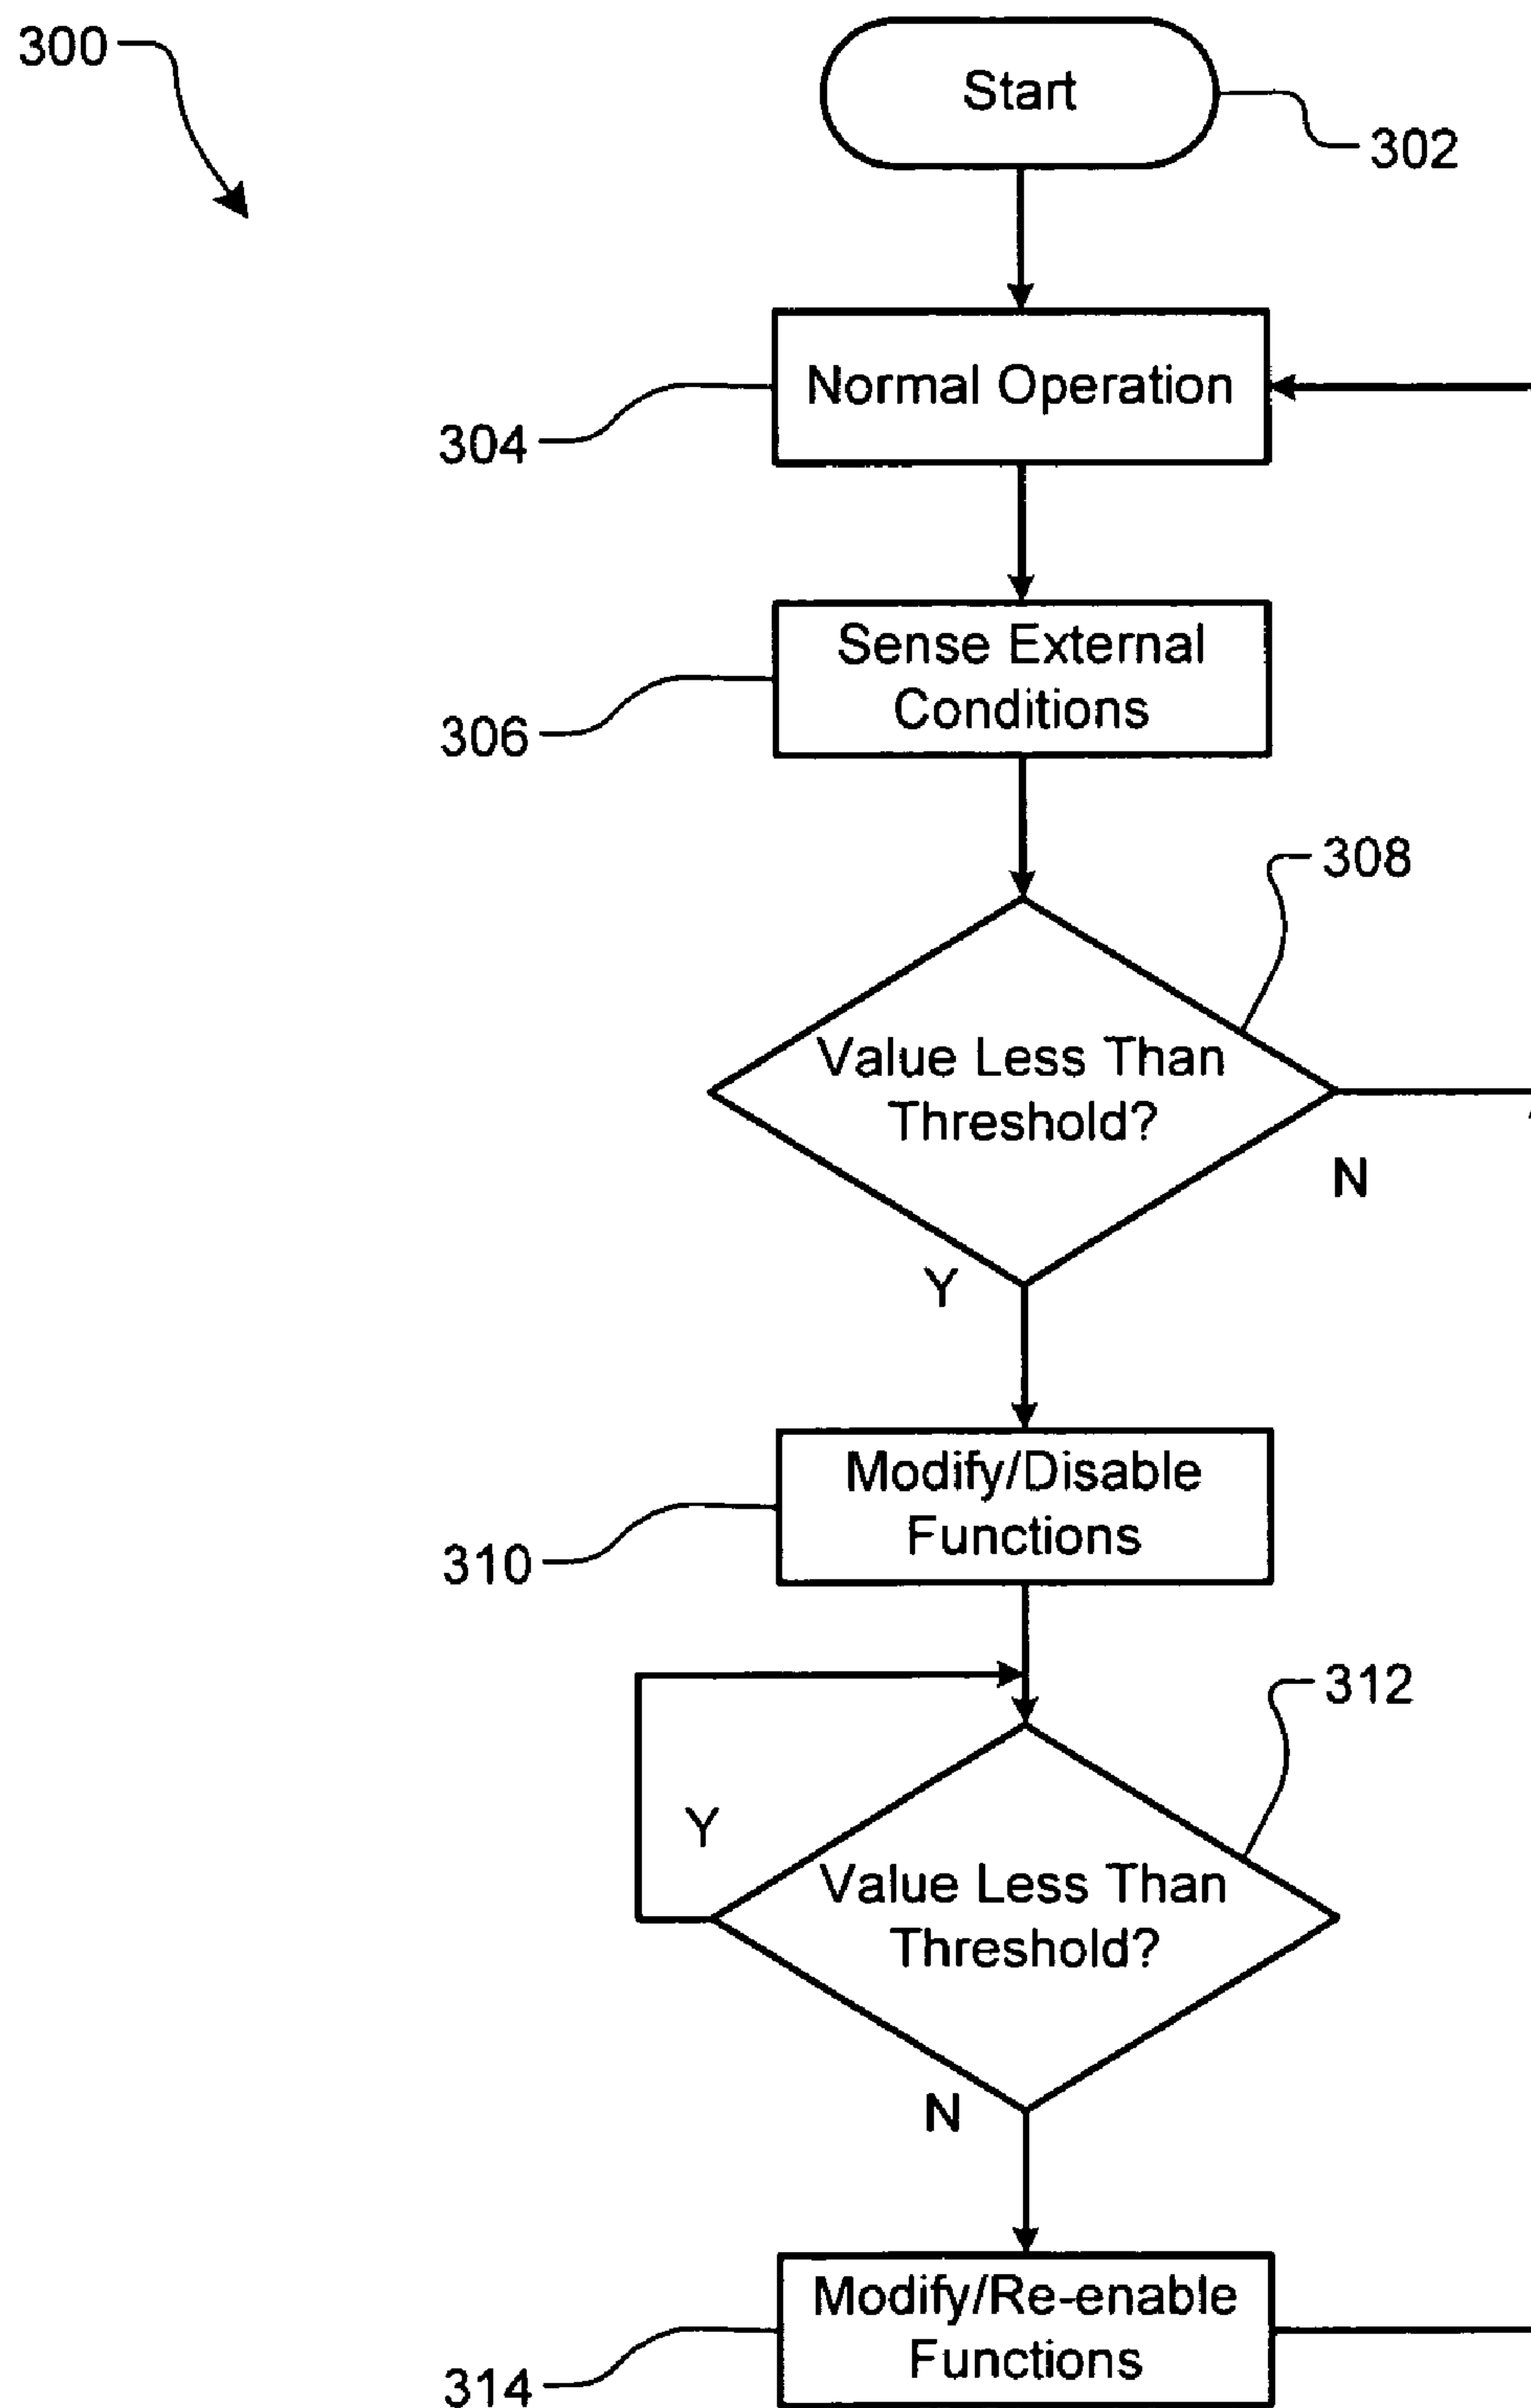 300
Start
302
Normal Operation
304
Sense External
Conditions
306
308
Value Less Than
Threshold?
N
Y
Modify/Disable
Functions
310
312
Y
Value Less Than
Threshold?
N
Modify/Re-enable
Functions
314